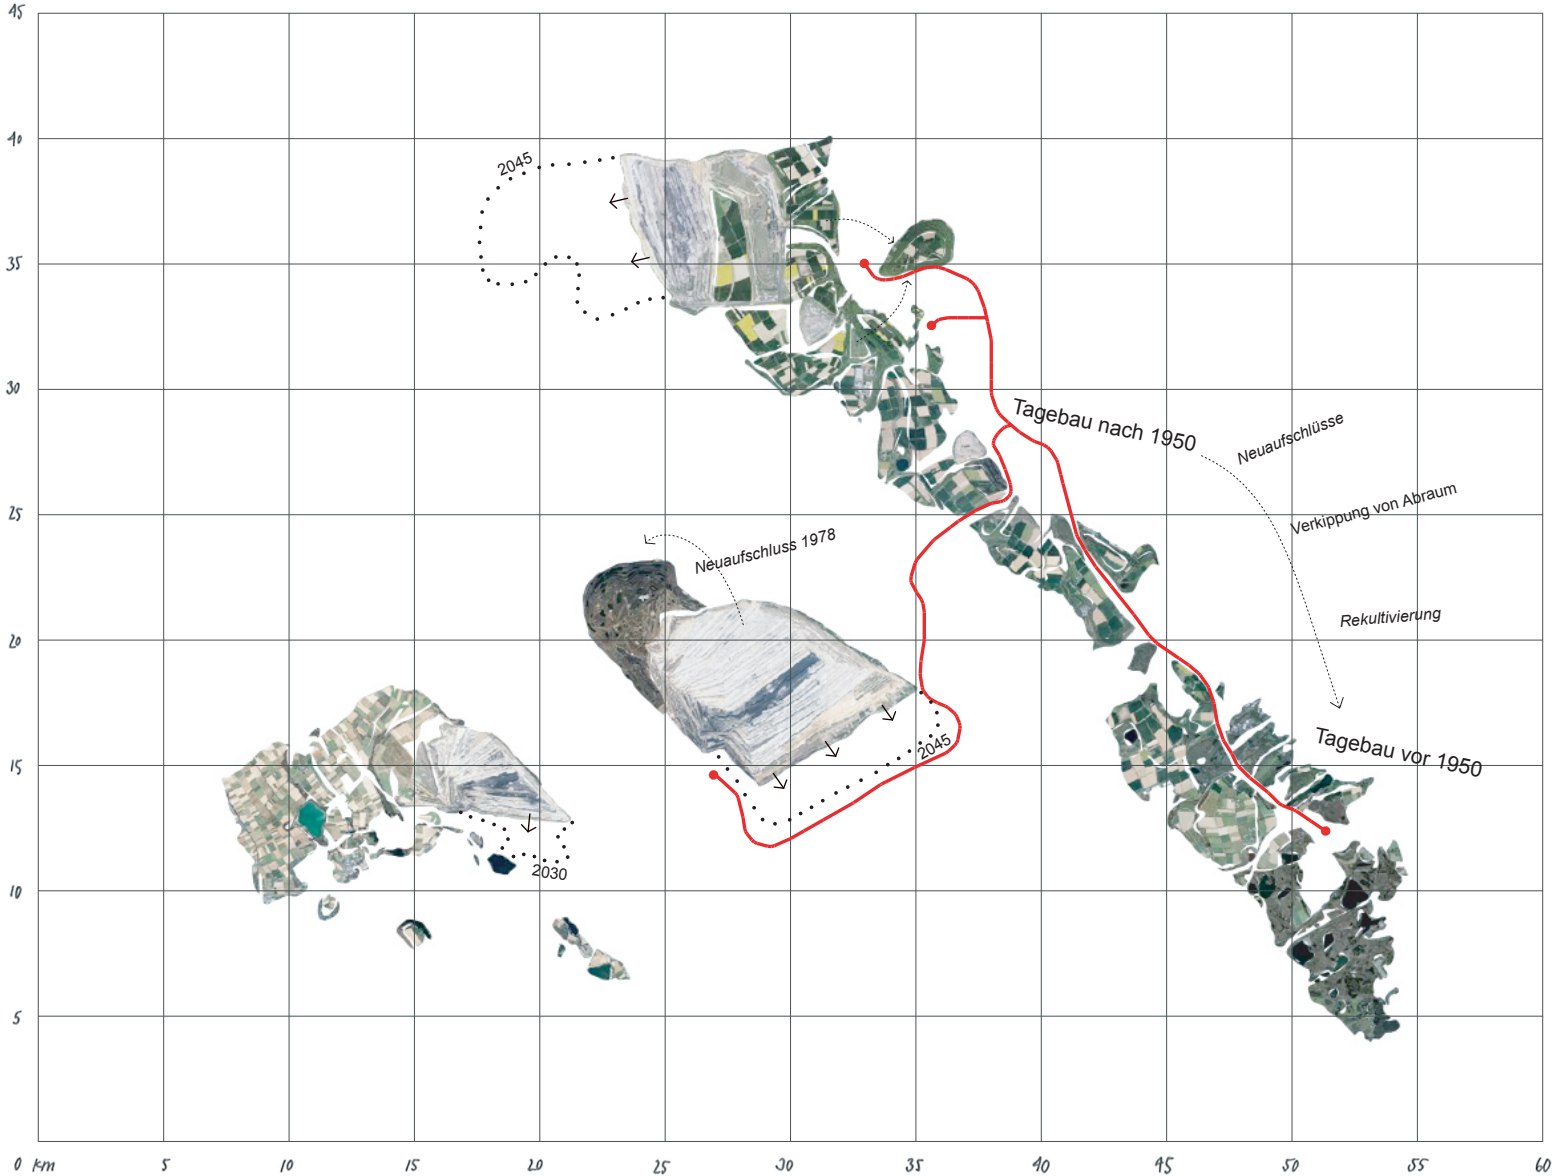 45
40
2045
35
30
Tagebau nach 1950
Neuaufschlüsse
25
Verkippung von Abraum
Neuaufschluss 1978
20
Rekultivierung
15
2045
Tagebau vor 1950
2030
10
5
0 km 5 10 15 20 25 30 35 40 45 50 55 60